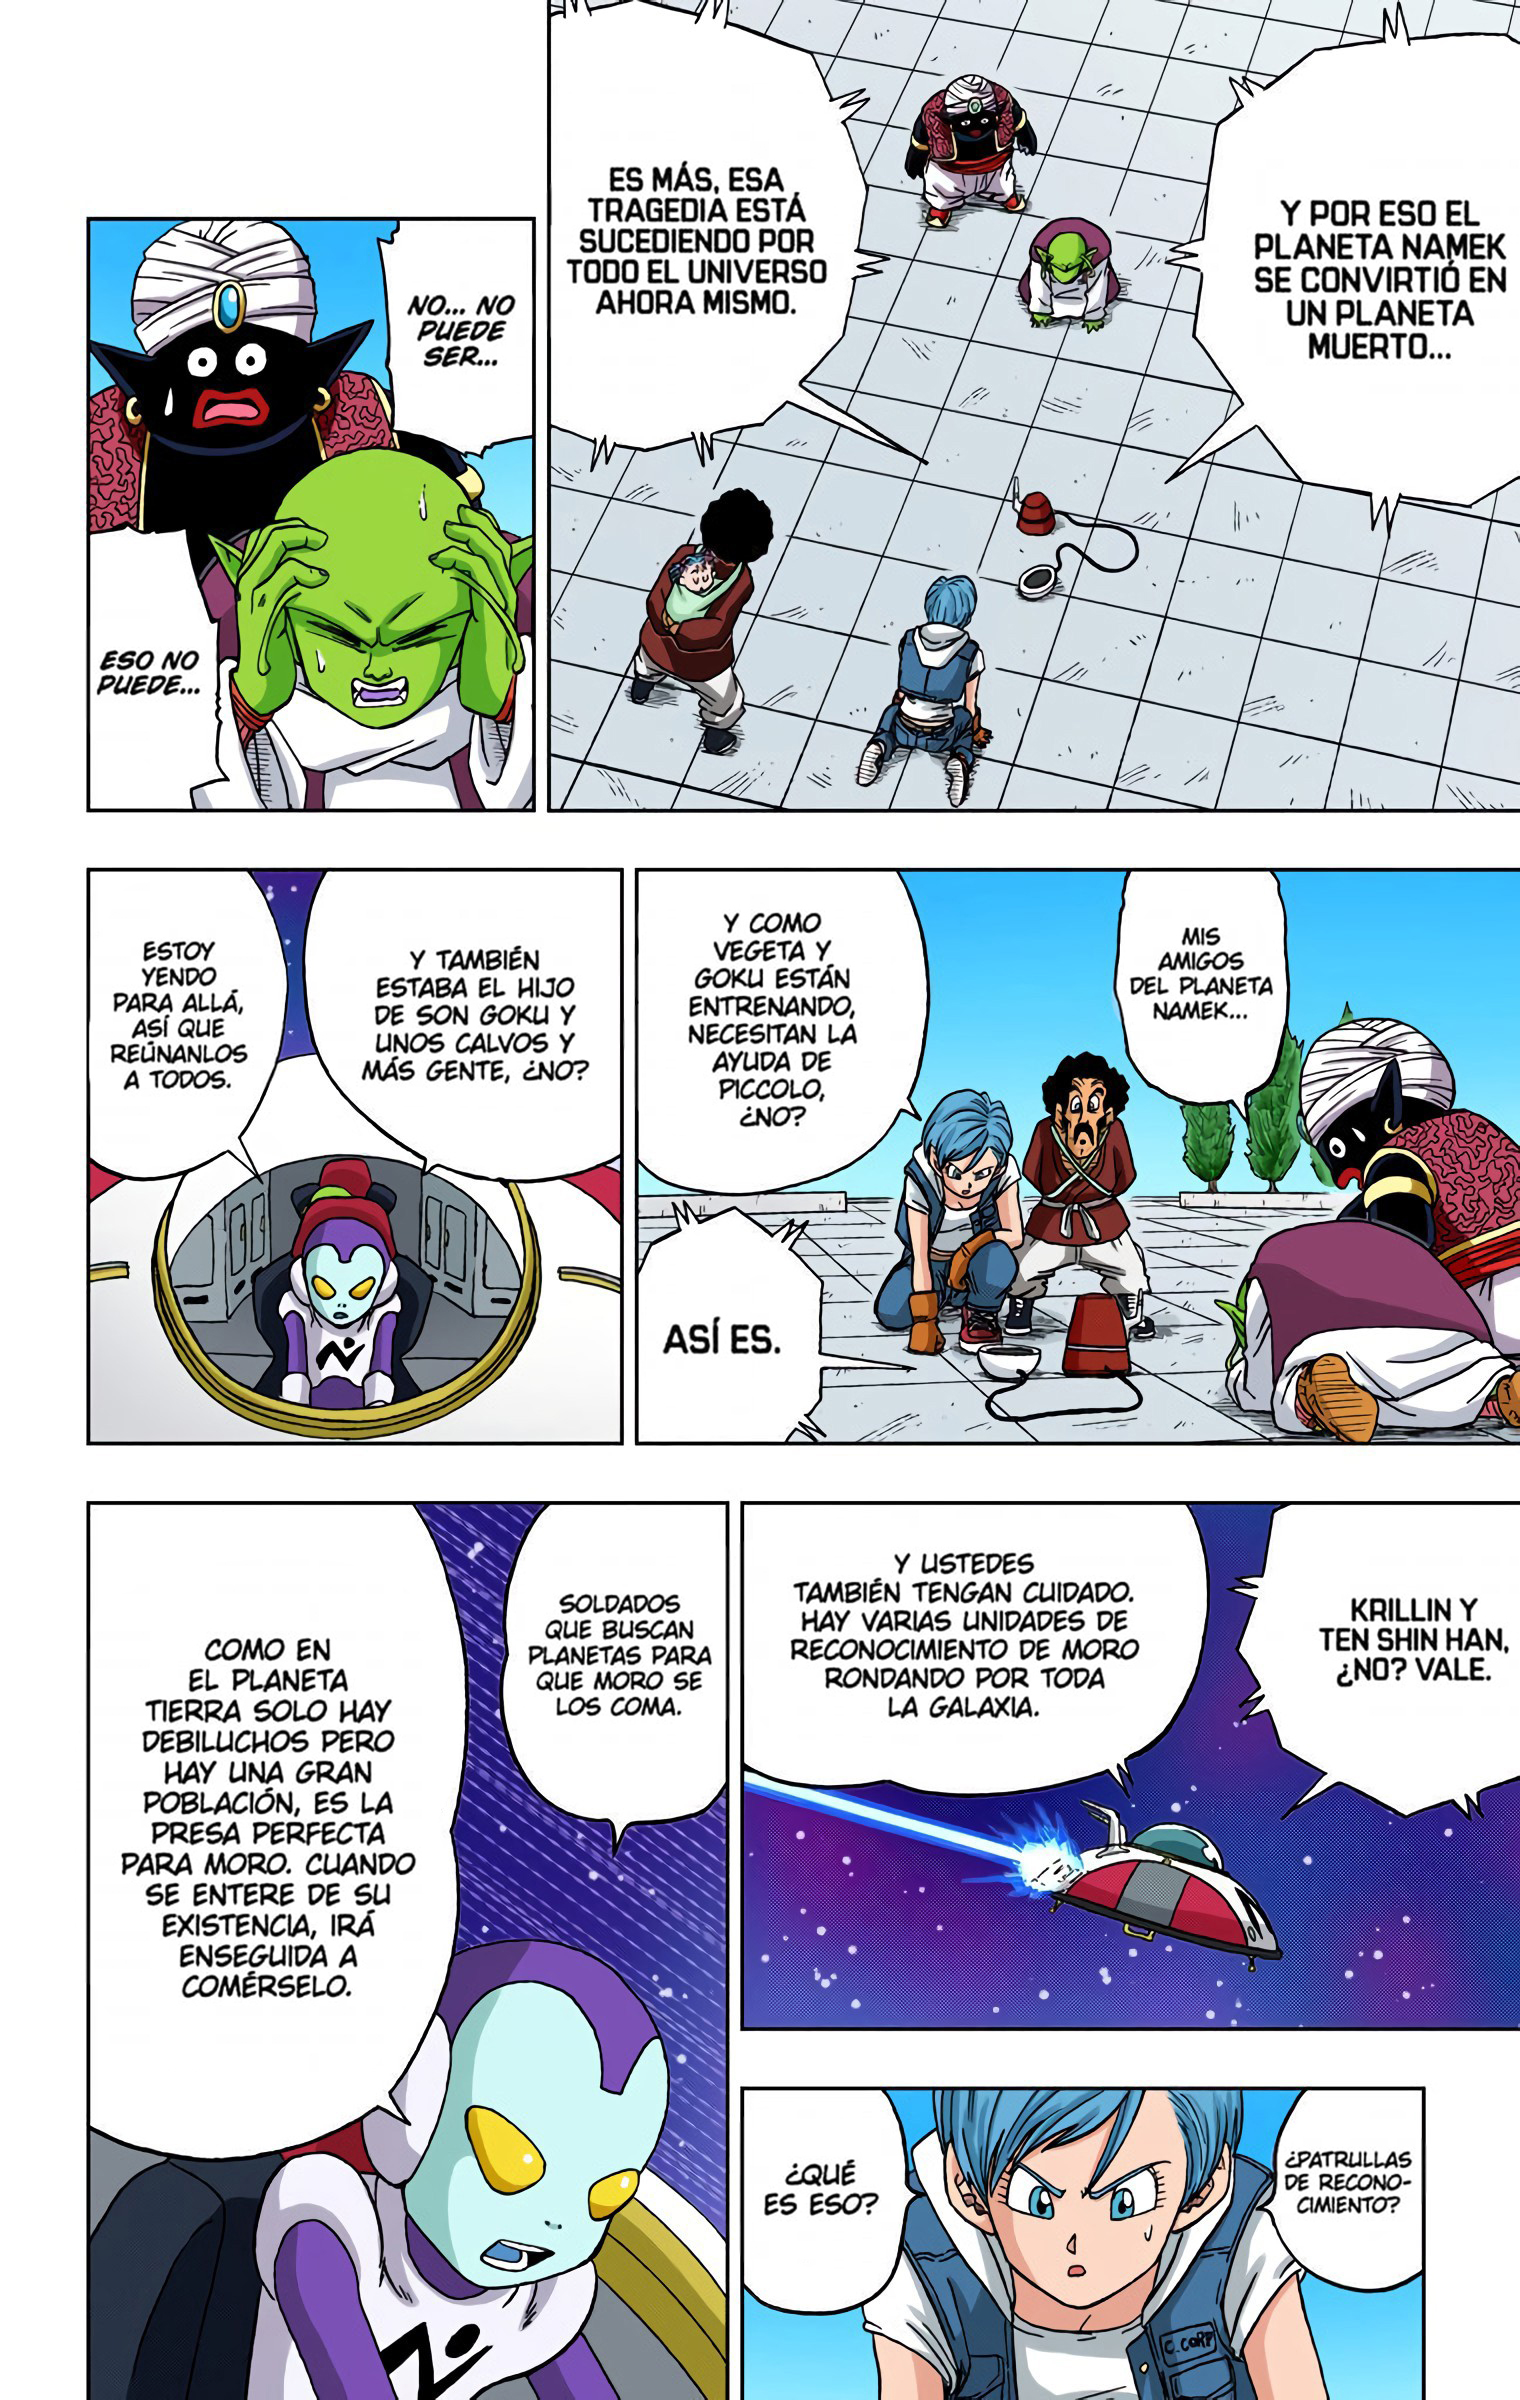 Y POR ESO EL
PLANETA NAMEK
SE CONVIRTIÓ EN
UN PLANETA
MUERTO...
ES MÁS, ESA
TRAGEDIA ESTÁ
SUCEDIENDO POR
TODO EL UNIVERSO
AHORA MISMO.
NO... NO
PUEDE
SER...
ESO NO
PUEDE...
MIS
AMIGOS
DEL PLANETA
NAMEK...
Y COMO
VEGETA Y
GOKU ESTÁN
ENTRENANDO,
NECESITAN LA
AYUDA DE
PICCOLO,
¿NO?
ASÍ ES.
Y TAMBIÉN
ESTABA EL HIJO
DE SON GOKU Y
UNOS CALVOS Y
MÁS GENTE, ¿NO?
ESTOY
YENDO
PARA ALLÁ,
ASÍ QUE
REÚNANLOS
A TODOS.
KRILLIN Y
TEN SHIN HAN,
¿NO? VALE.
Y USTEDES
TAMBIÉN TENGAN CUIDADO.
HAY VARIAS UNIDADES DE
RECONOCIMIENTO DE MORO
RONDANDO POR TODA
LA GALAXIA.
¿PATRULLAS
DE RECONO-
CIMIENTO?
¿QUÉ
ES ESO?
C.CORP
SOLDADOS
QUE BUSCAN
PLANETAS PARA
QUE MORO SE
LOS COMA.
COMO EN
EL PLANETA
TIERRA SOLO HAY
DEBILUCHOS PERO
HAY UNA GRAN
POBLACIÓN, ES LA
PRESA PERFECTA
PARA MORO. CUANDO
SE ENTERE DE SU
EXISTENCIA, IRÁ
ENSEGUIDA A
COMÉRSELO.